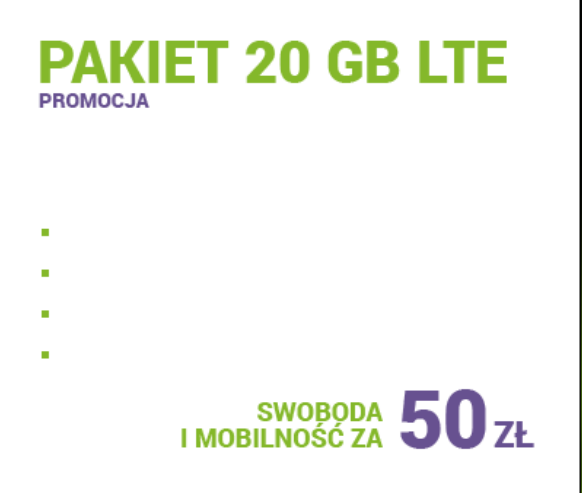 PAKIET 20 GB LTE
PROMOCJA
SWOBODA
I MOBILNOŚĆ ZA
50 ZŁ